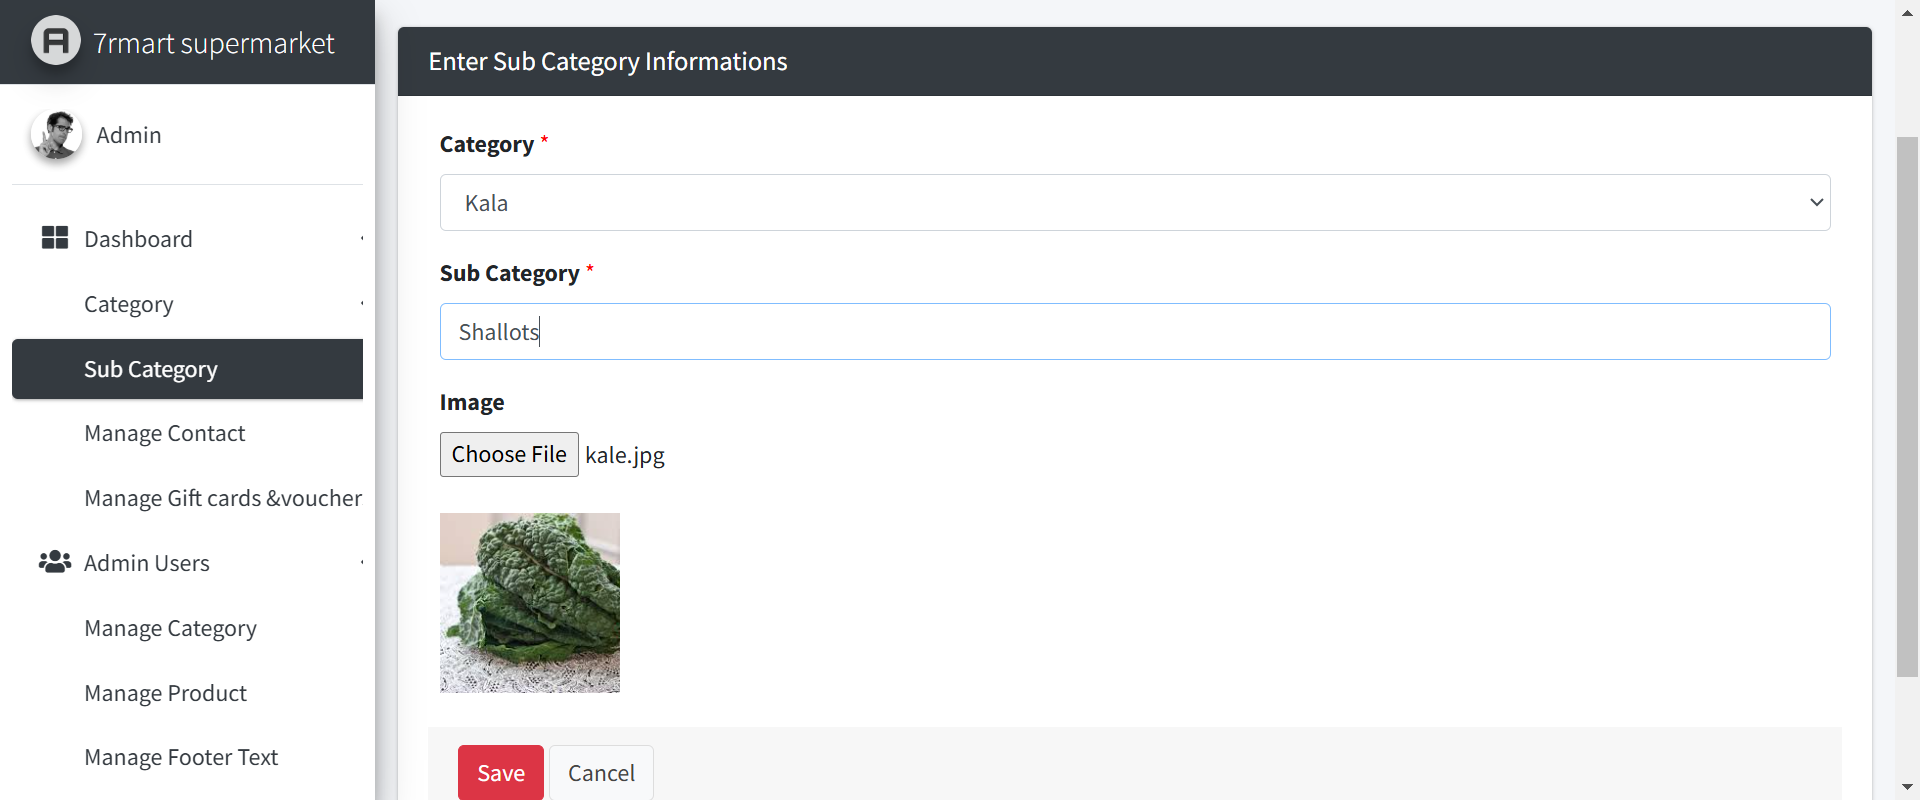 7rmart supermarket
Admin
Dashboard
Category
Sub Category
Manage Contact
Manage Gift cards &voucher
Admin Users
Manage Category
Manage Product
Manage Footer Text
Enter Sub Category Informations
Category *
Kala
Sub Category *
Shallots
Image
Choose File kale.jpg
Save Cancel